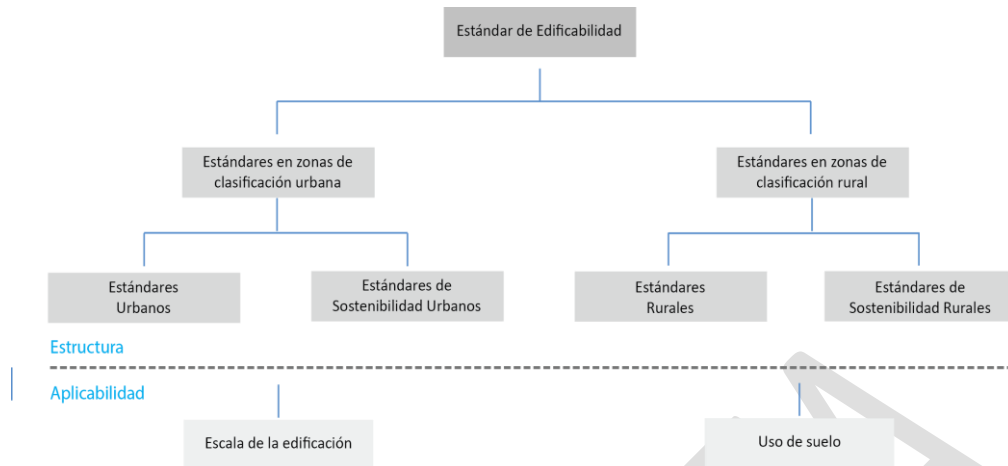 Estándar de Edificabilidad
Estándares en zonas de
clasificación urbana
Estándares en zonas de
clasificación rural
Estándares
Urbanos
Estándares de
Sostenibilidad Urbanos
Estándares
Rurales
Estándares de
Sostenibilidad Rurales
Estructura
Aplicabilidad
Escala de la edificación
Uso de suelo